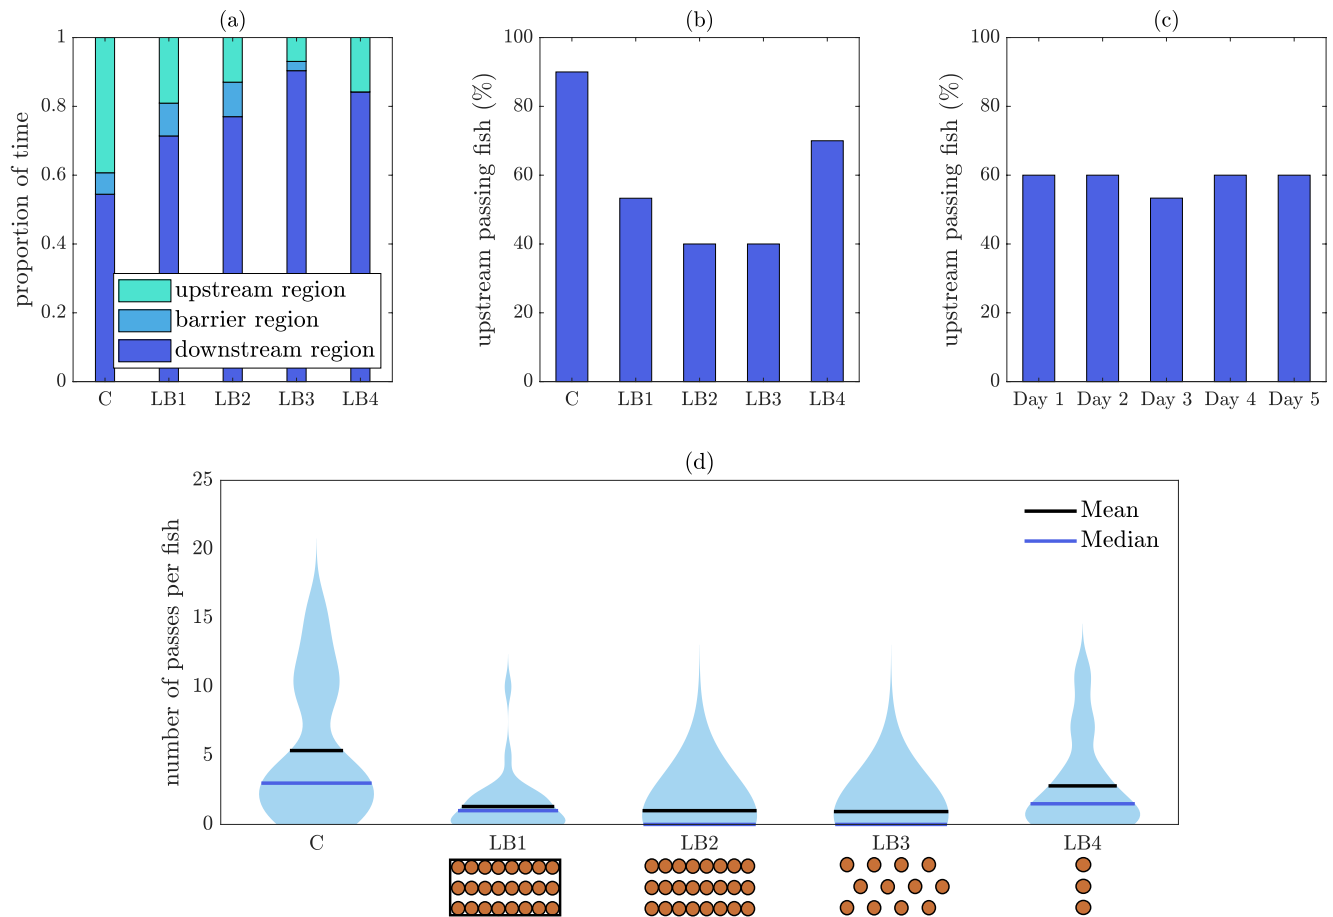 (a)
proportion of time
1
0.8
0.6
0.4
0.2
0
upstream region
barrier region
downstream region
C LB1 LB2 LB3 LB4
(b)
upstream passing fish (%)
100
80
60
40
20
0
C LB1 LB2 LB3 LB4
(c)
upstream passing fish (%)
100
80
60
40
20
0
Day 1 Day 2 Day 3 Day 4 Day 5
(d)
number of passes per fish
25
20
15
10
5
0
Mean
Median
C LB1 LB2 LB3 LB4